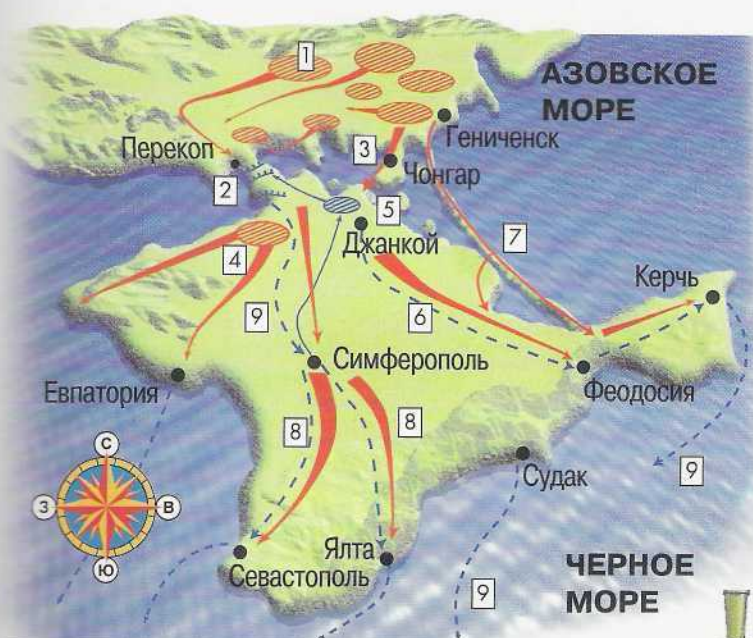 1
АЗОВСКОЕ
МОРЕ
Перекоп
3
Гениченск
Чонгар
2
5
Джанкой
7
4
Керчь
9
6
Симферополь
Евпатория
Феодосия
8
8
С
З
В
Ю
Судак
9
Ялта
Севастополь
9
ЧЕРНОЕ
МОРЕ